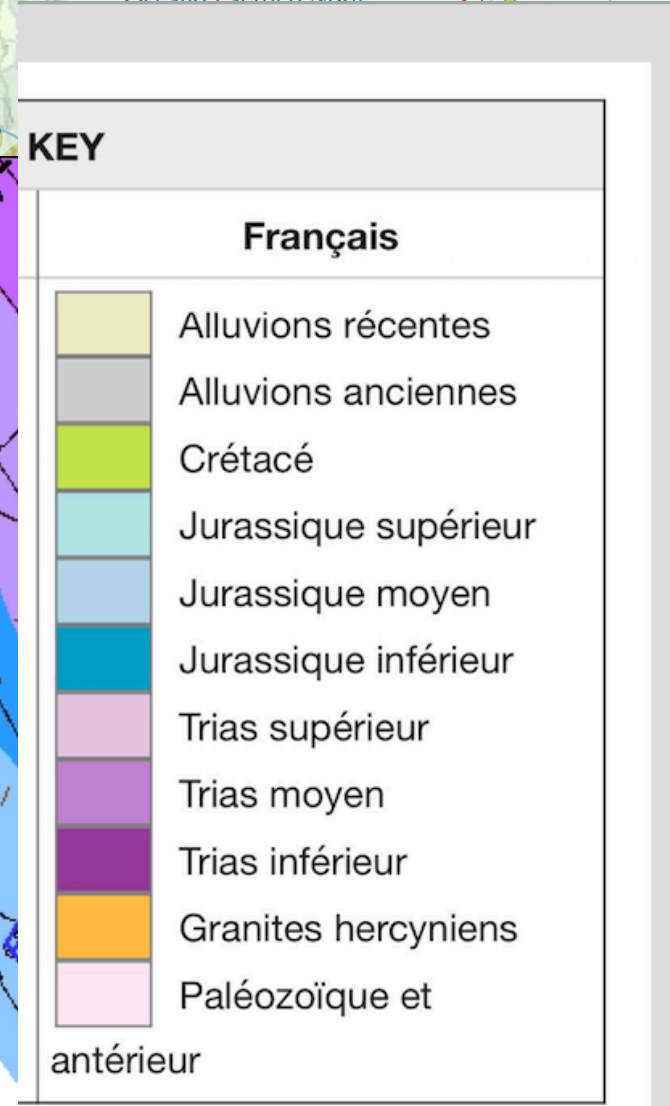 KEY
Français
Alluvions récentes
Alluvions anciennes
Crétacé
Jurassique supérieur
Jurassique moyen
Jurassique inférieur
Trias supérieur
Trias moyen
Trias inférieur
Granites hercyniens
Paléozoïque et
antérieur